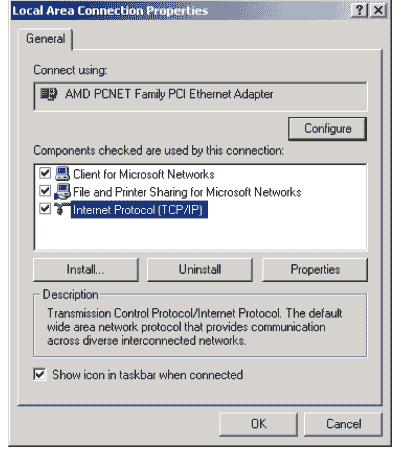 Local Area Connection Properties
General
Connect using:
AMD PCNET Family PCI Ethernet Adapter
Configure
Components checked are used by this connection:
Client for Microsoft Networks
File and Printer Sharing for Microsoft Networks
Internet Protocol (TCP/IP)
Install... Uninstall Properties
Description
Transmission Control Protocol/Internet Protocol. The default
wide area network protocol that provides communication
across diverse interconnected networks.
Show icon in taskbar when connected
OK Cancel